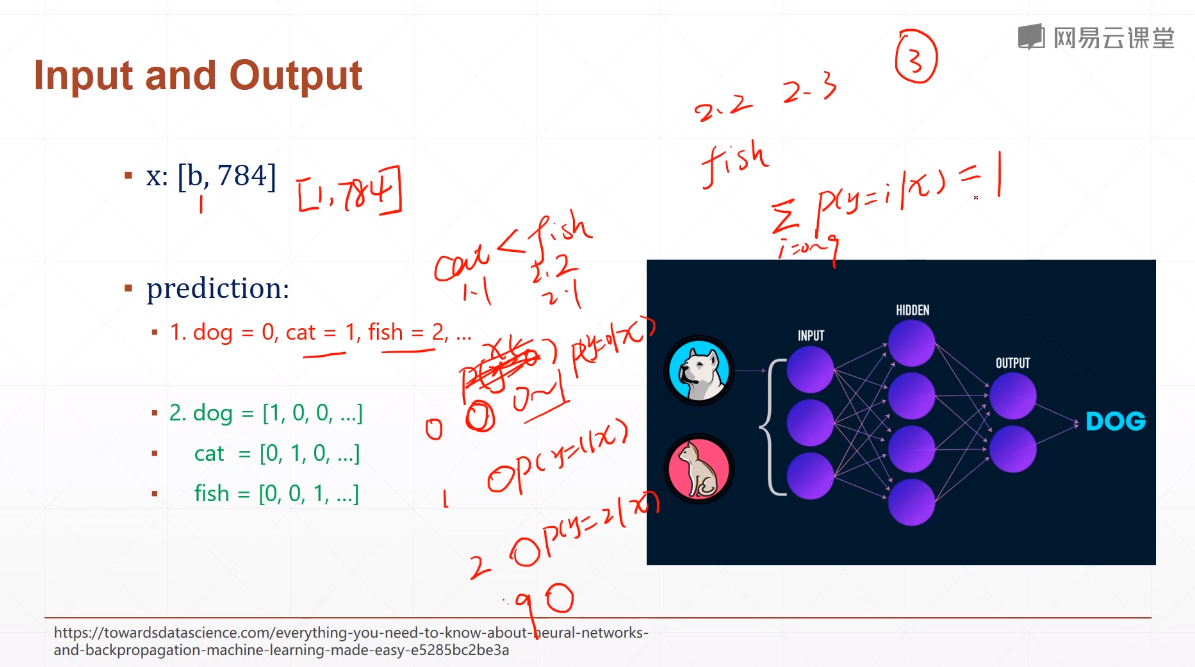 网易云课堂
Input and Output
3
2.2 2.3
fish
x: [b, 784] [1, 784]
1
∑ p(y=i|x) = 1
i=0~9
cat < fish
1.1 2.2
2.1
prediction:
1. dog = 0, cat = 1, fish = 2, ...
p(y=0|x)
0 0~1
2. dog = [1, 0, 0, ...]
cat = [0, 1, 0, ...]
fish = [0, 0, 1, ...]
1 p(y=1|x)
2 p(y=2|x)
9
INPUT
HIDDEN
OUTPUT
DOG
https://towardsdatascience.com/everything-you-need-to-know-about-neural-networks-
and-backpropagation-machine-learning-made-easy-e5285bc2be3a